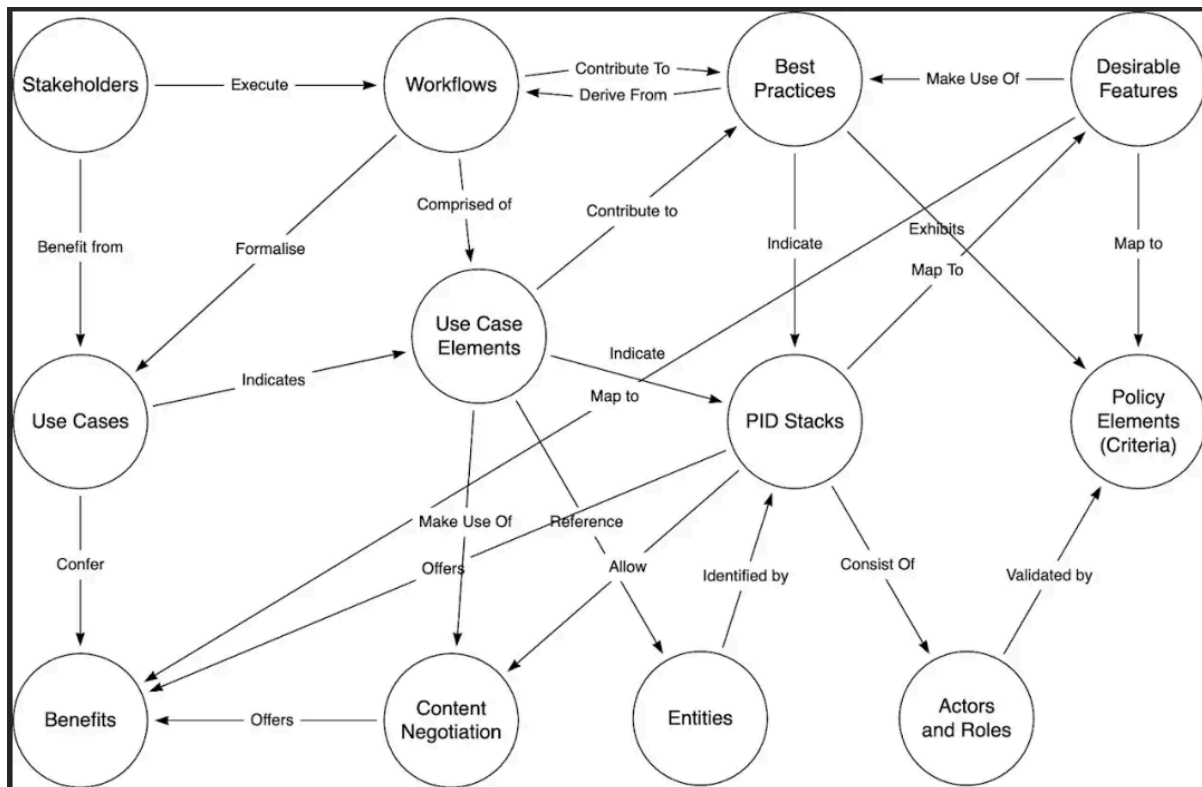 Stakeholders
Execute
Workflows
Contribute To
Derive From
Best
Practices
Make Use Of
Desirable
Features
Benefit from
Formalise
Comprised of
Contribute to
Indicate
Exhibits
Map To
Map to
Use Cases
Indicates
Use Case
Elements
Indicate
Map to
PID Stacks
Policy
Elements
(Criteria)
Confer
Make Use Of
Reference
Offers
Allow
Identified by
Consist Of
Validated by
Benefits
Offers
Content
Negotiation
Entities
Actors
and Roles